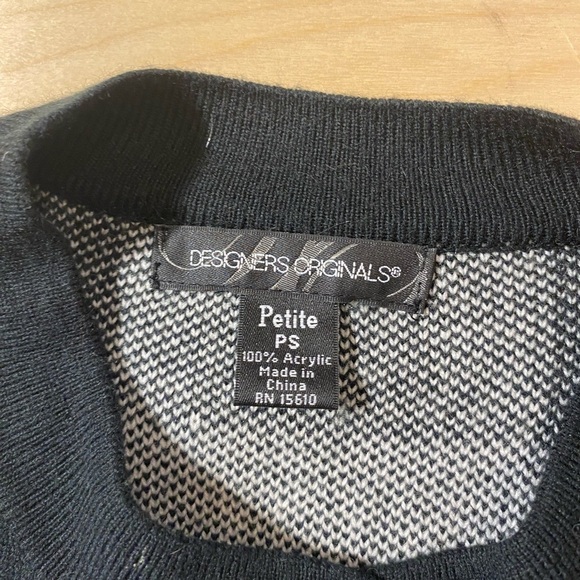 DESIGNERS ORIGINALS®
Petite
PS
100% Acrylic
Made in
China
RN 15610